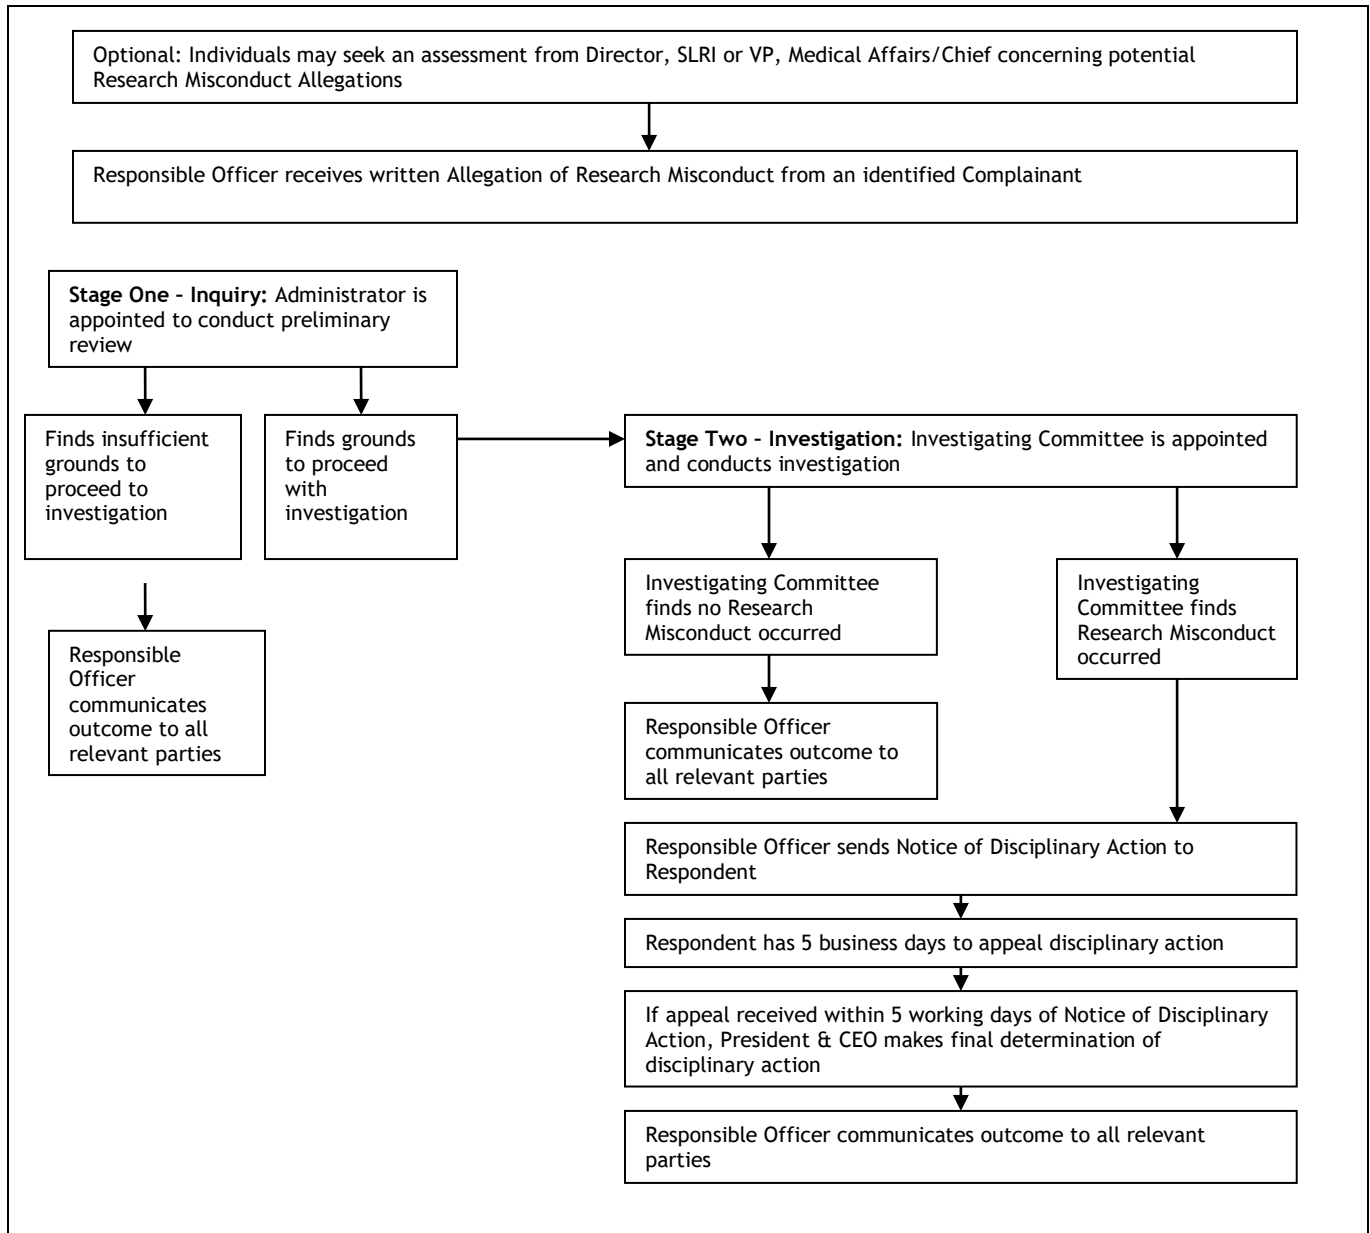 Optional: Individuals may seek an assessment from Director, SLRI or VP, Medical Affairs/Chief concerning potential
Research Misconduct Allegations
Responsible Officer receives written Allegation of Research Misconduct from an identified Complainant
Stage One - Inquiry: Administrator is
appointed to conduct preliminary
review
Finds insufficient
grounds to
proceed to
investigation
Finds grounds
to proceed
with
investigation
Responsible
Officer
communicates
outcome to all
relevant parties
Stage Two - Investigation: Investigating Committee is appointed
and conducts investigation
Investigating Committee
finds no Research
Misconduct occurred
Responsible Officer
communicates outcome to
all relevant parties
Investigating
Committee finds
Research Misconduct
occurred
Responsible Officer sends Notice of Disciplinary Action to
Respondent
Respondent has 5 business days to appeal disciplinary action
If appeal received within 5 working days of Notice of Disciplinary
Action, President & CEO makes final determination of
disciplinary action
Responsible Officer communicates outcome to all relevant
parties